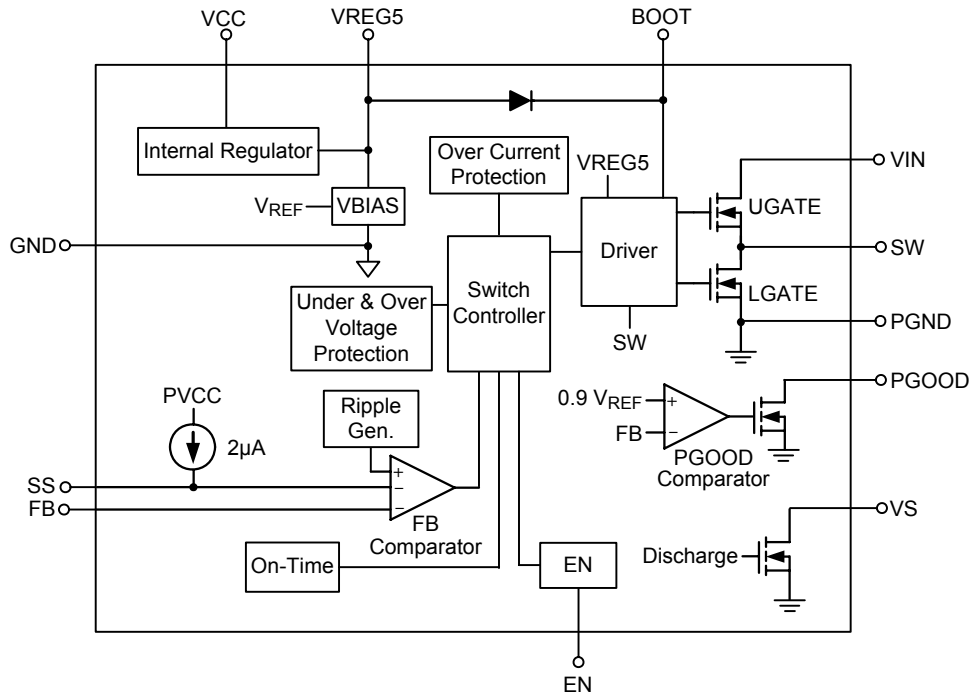 VCC
VREG5
BOOT
Internal Regulator
Over Current
Protection
VREG5
VIN
VREF
VBIAS
UGATE
GND
Driver
SW
Switch
Controller
LGATE
Under & Over
Voltage
Protection
SW
PGND
PVCC
2µA
Ripple
Gen.
0.9 VREF
+
FB
−
PGOOD
PGOOD
Comparator
SS
FB
+
−
−
FB
Comparator
VS
On-Time
EN
Discharge
EN